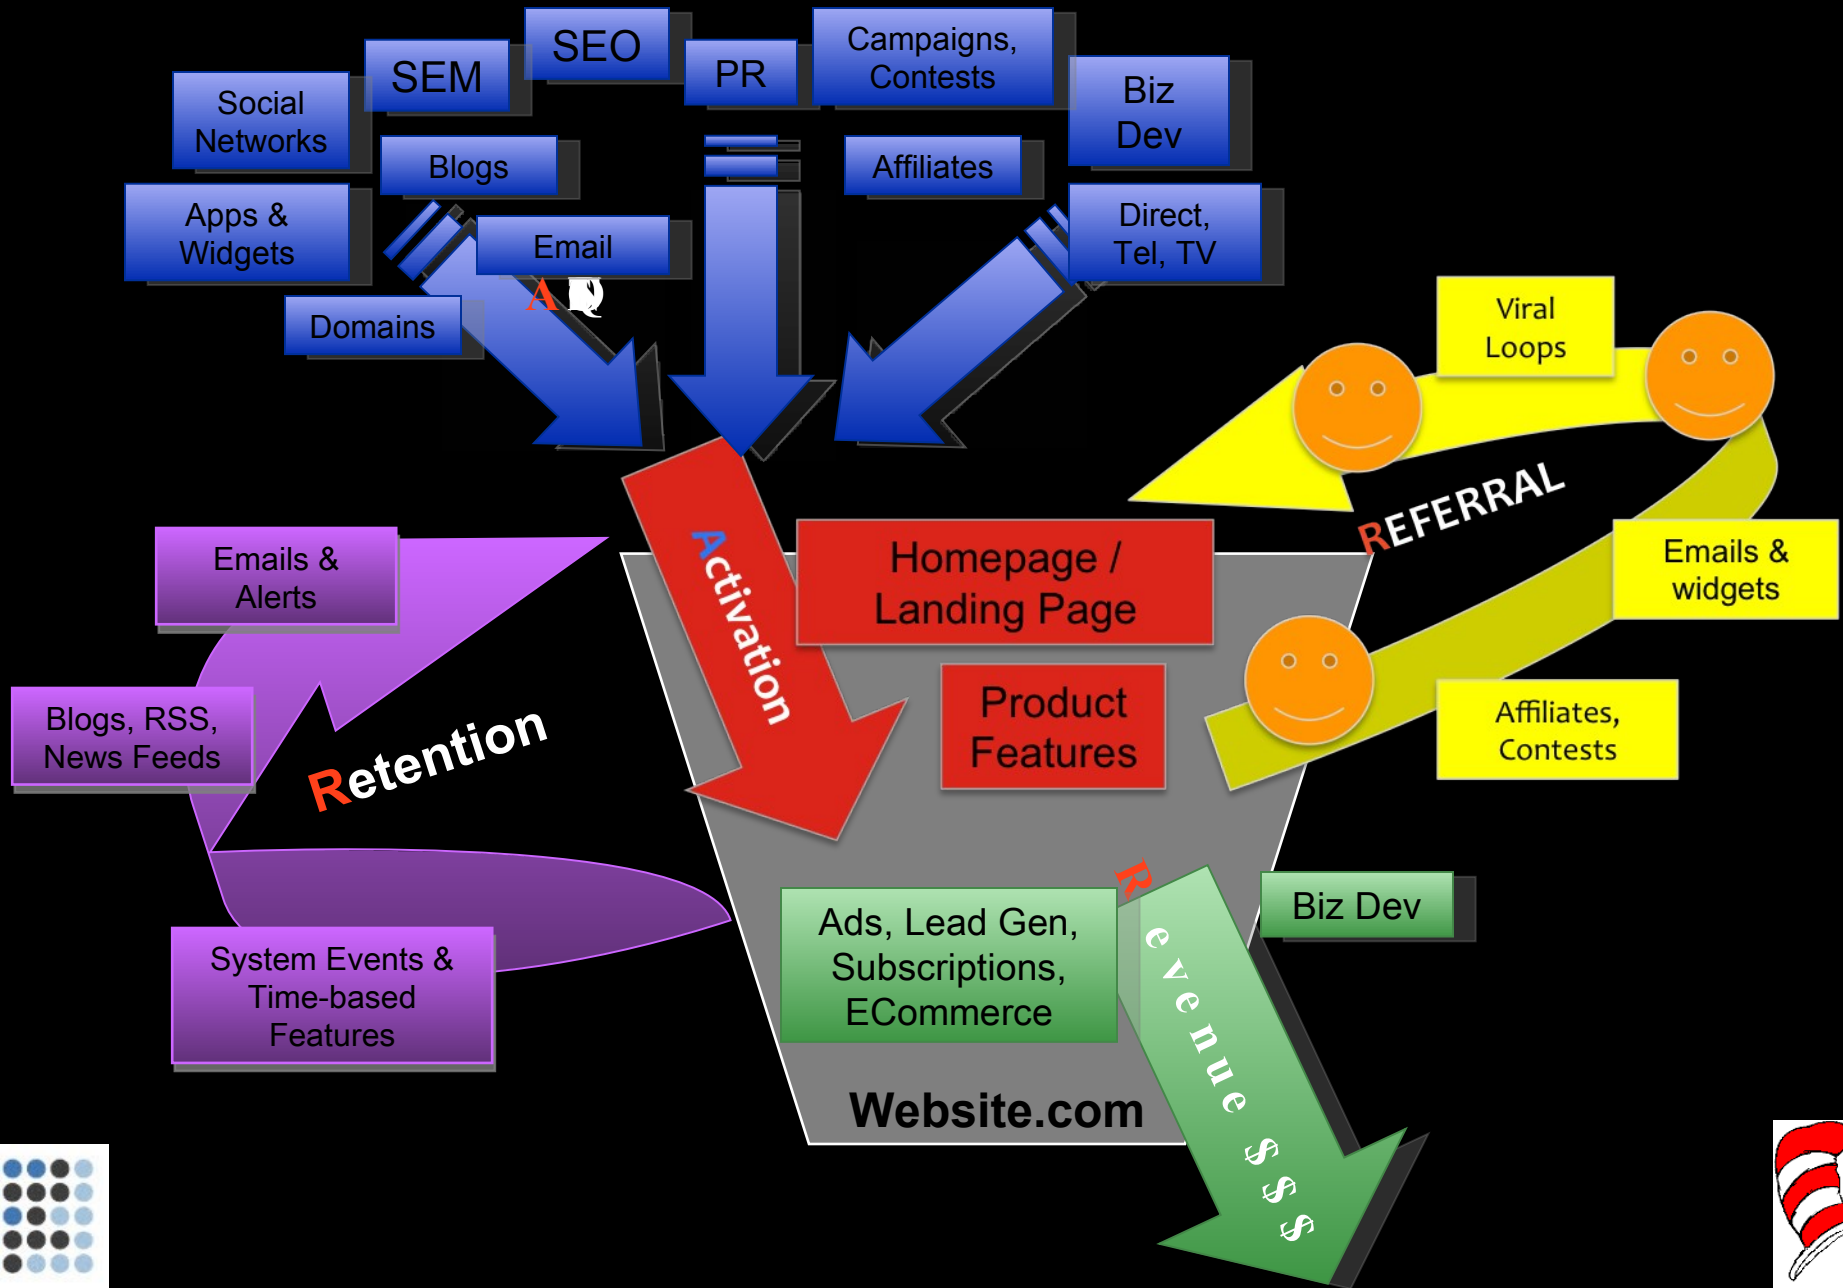 SEO
Campaigns,
Contests
SEM
PR
Biz
Dev
Social
Networks
Blogs
Affiliates
Apps &
Widgets
Email
Direct,
Tel, TV
Domains
Viral
Loops
REFERRAL
Activation
Homepage /
Landing Page
Emails &
widgets
Emails &
Alerts
Product
Features
Affiliates,
Contests
Blogs, RSS,
News Feeds
Retention
Ads, Lead Gen,
Subscriptions,
ECommerce
Revenue $$$
Biz Dev
System Events &
Time-based
Features
Website.com